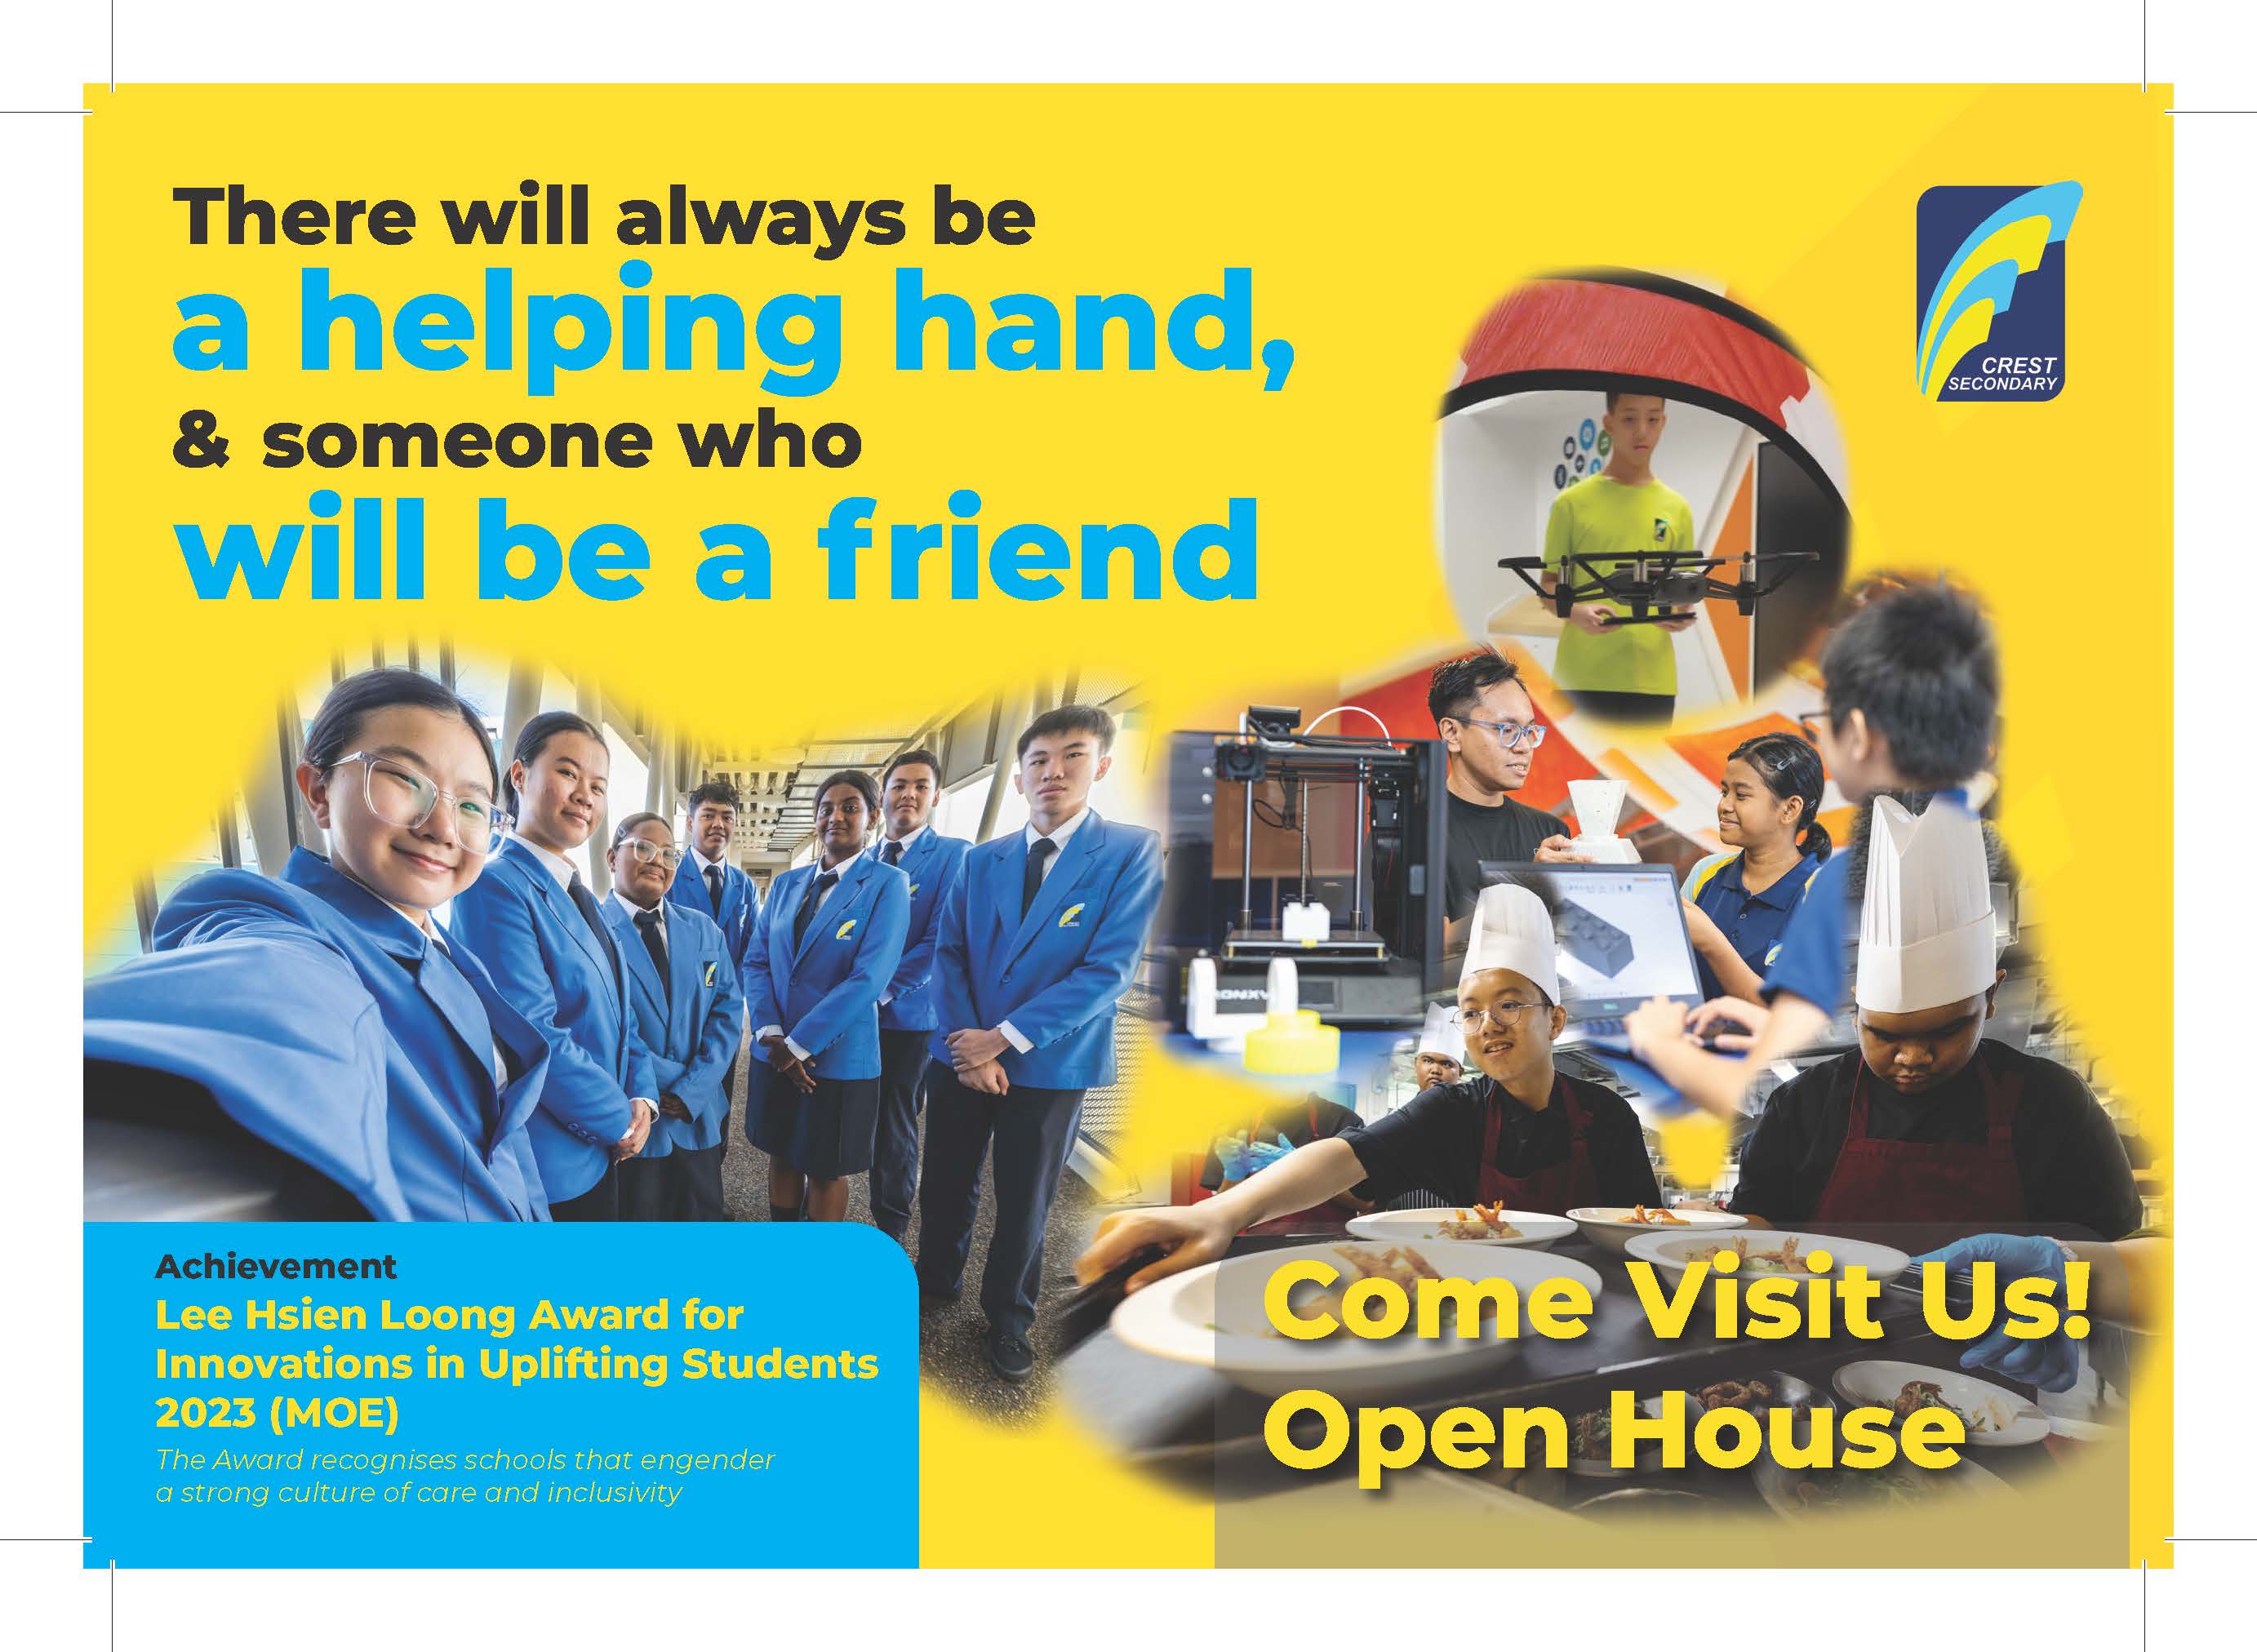 There will always be
a helping hand,
& someone who
will be a friend
CREST
SECONDARY
Achievement
Lee Hsien Loong Award for
Innovations in Uplifting Students
2023 (MOE)
The Award recognises schools that engender
a strong culture of care and inclusivity
Come Visit Us!
Open House